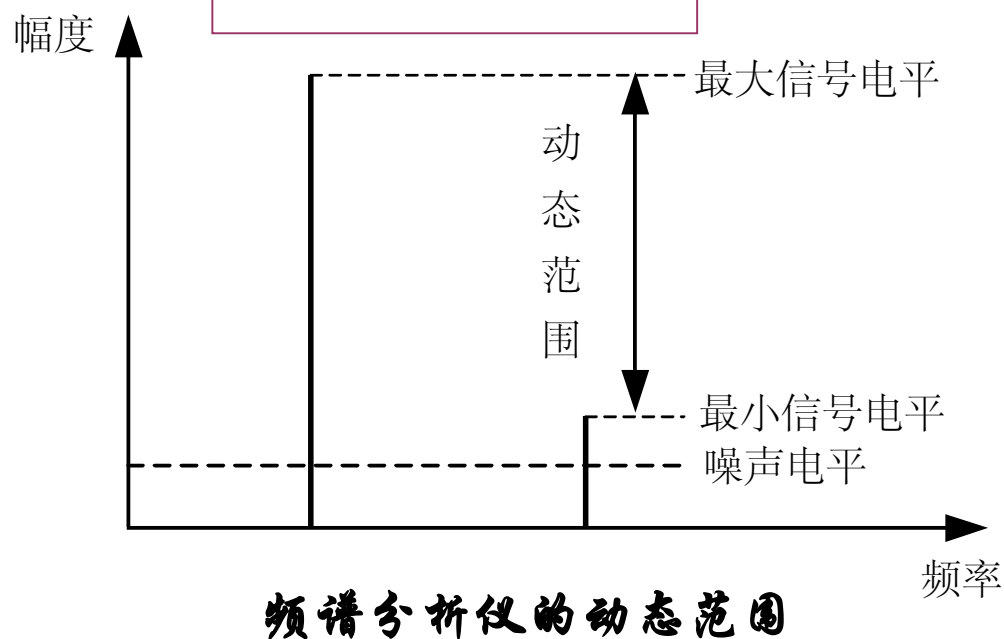 幅度
最大信号电平
动态范围
最小信号电平
噪声电平
频率
频谱分析仪的动态范围